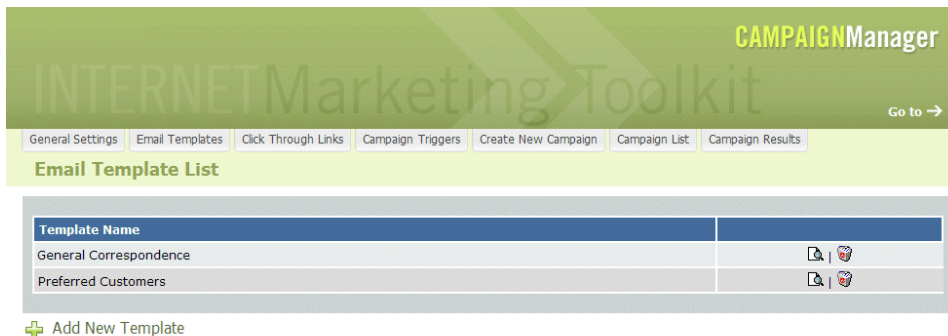 CAMPAIGNManager
INTERNETMarketing Toolkit
Go to →
General Settings Email Templates Click Through Links Campaign Triggers Create New Campaign Campaign List Campaign Results
Email Template List
Template Name
General Correspondence |
Preferred Customers |
Add New Template